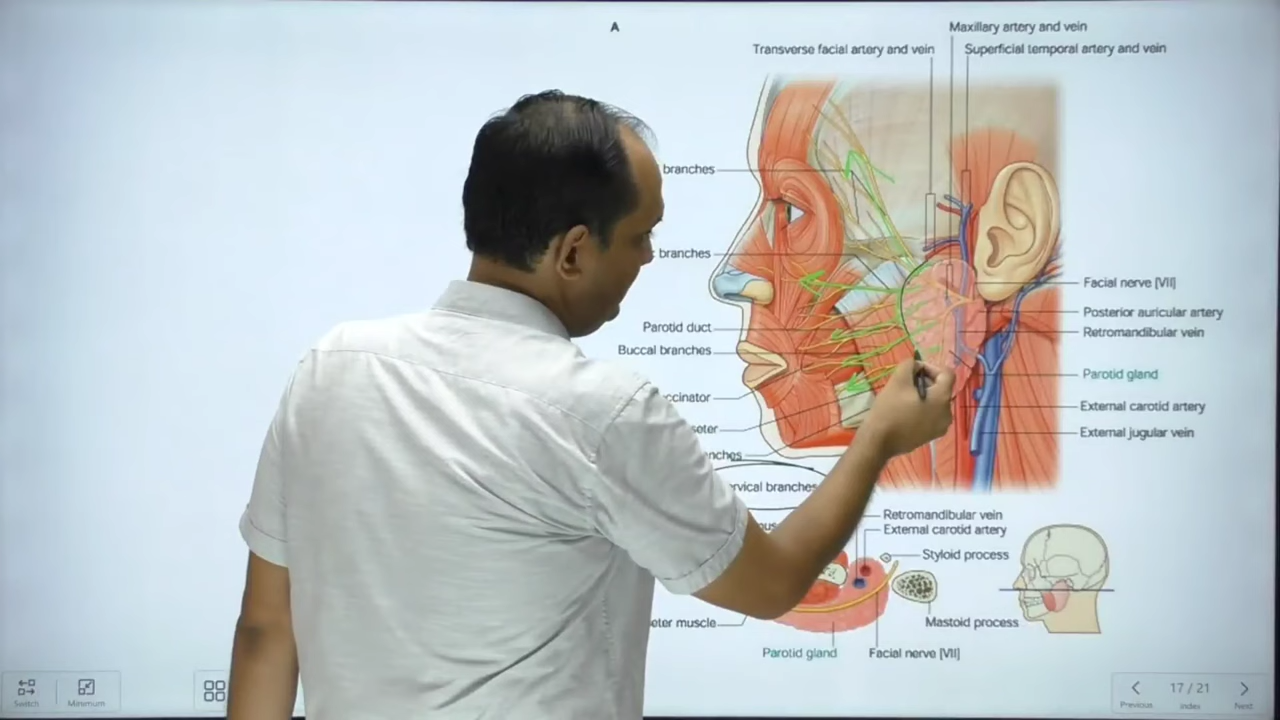 A
Maxillary artery and vein
Transverse facial artery and vein
Superficial temporal artery and vein
branches
branches
Parotid duct
Buccal branches
Facial nerve [VII]
Posterior auricular artery
Retromandibular vein
Parotid gland
External carotid artery
External jugular vein
branches
Retromandibular vein
External carotid artery
Styloid process
Mastoid process
muscle
Parotid gland
Facial nerve [VII]
Switch
Minimum
17 / 21
Previous
Index
Next